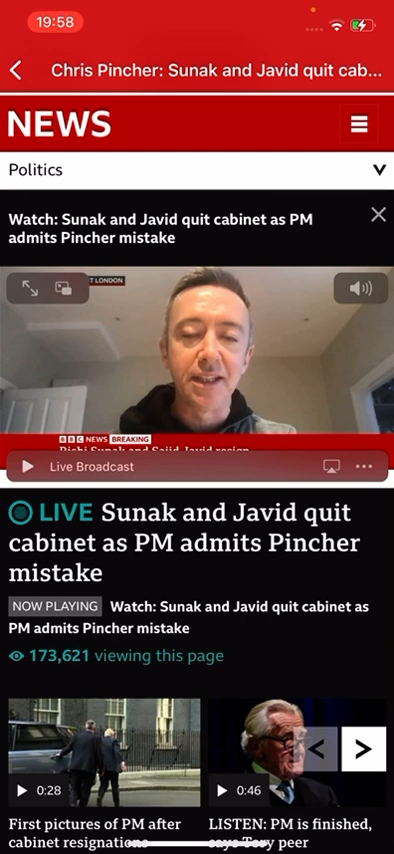 19:58
Chris Pincher: Sunak and Javid quit cab...
NEWS
Politics
Watch: Sunak and Javid quit cabinet as PM
admits Pincher mistake
T LONDON
BBC NEWS BREAKING
Rishi Sunak and Sajid Javid resign
Live Broadcast
LIVE Sunak and Javid quit
cabinet as PM admits Pincher
mistake
NOW PLAYING Watch: Sunak and Javid quit cabinet as
PM admits Pincher mistake
173,621 viewing this page
0:28
0:46
First pictures of PM after
cabinet resignations
LISTEN: PM is finished,
says Tory peer